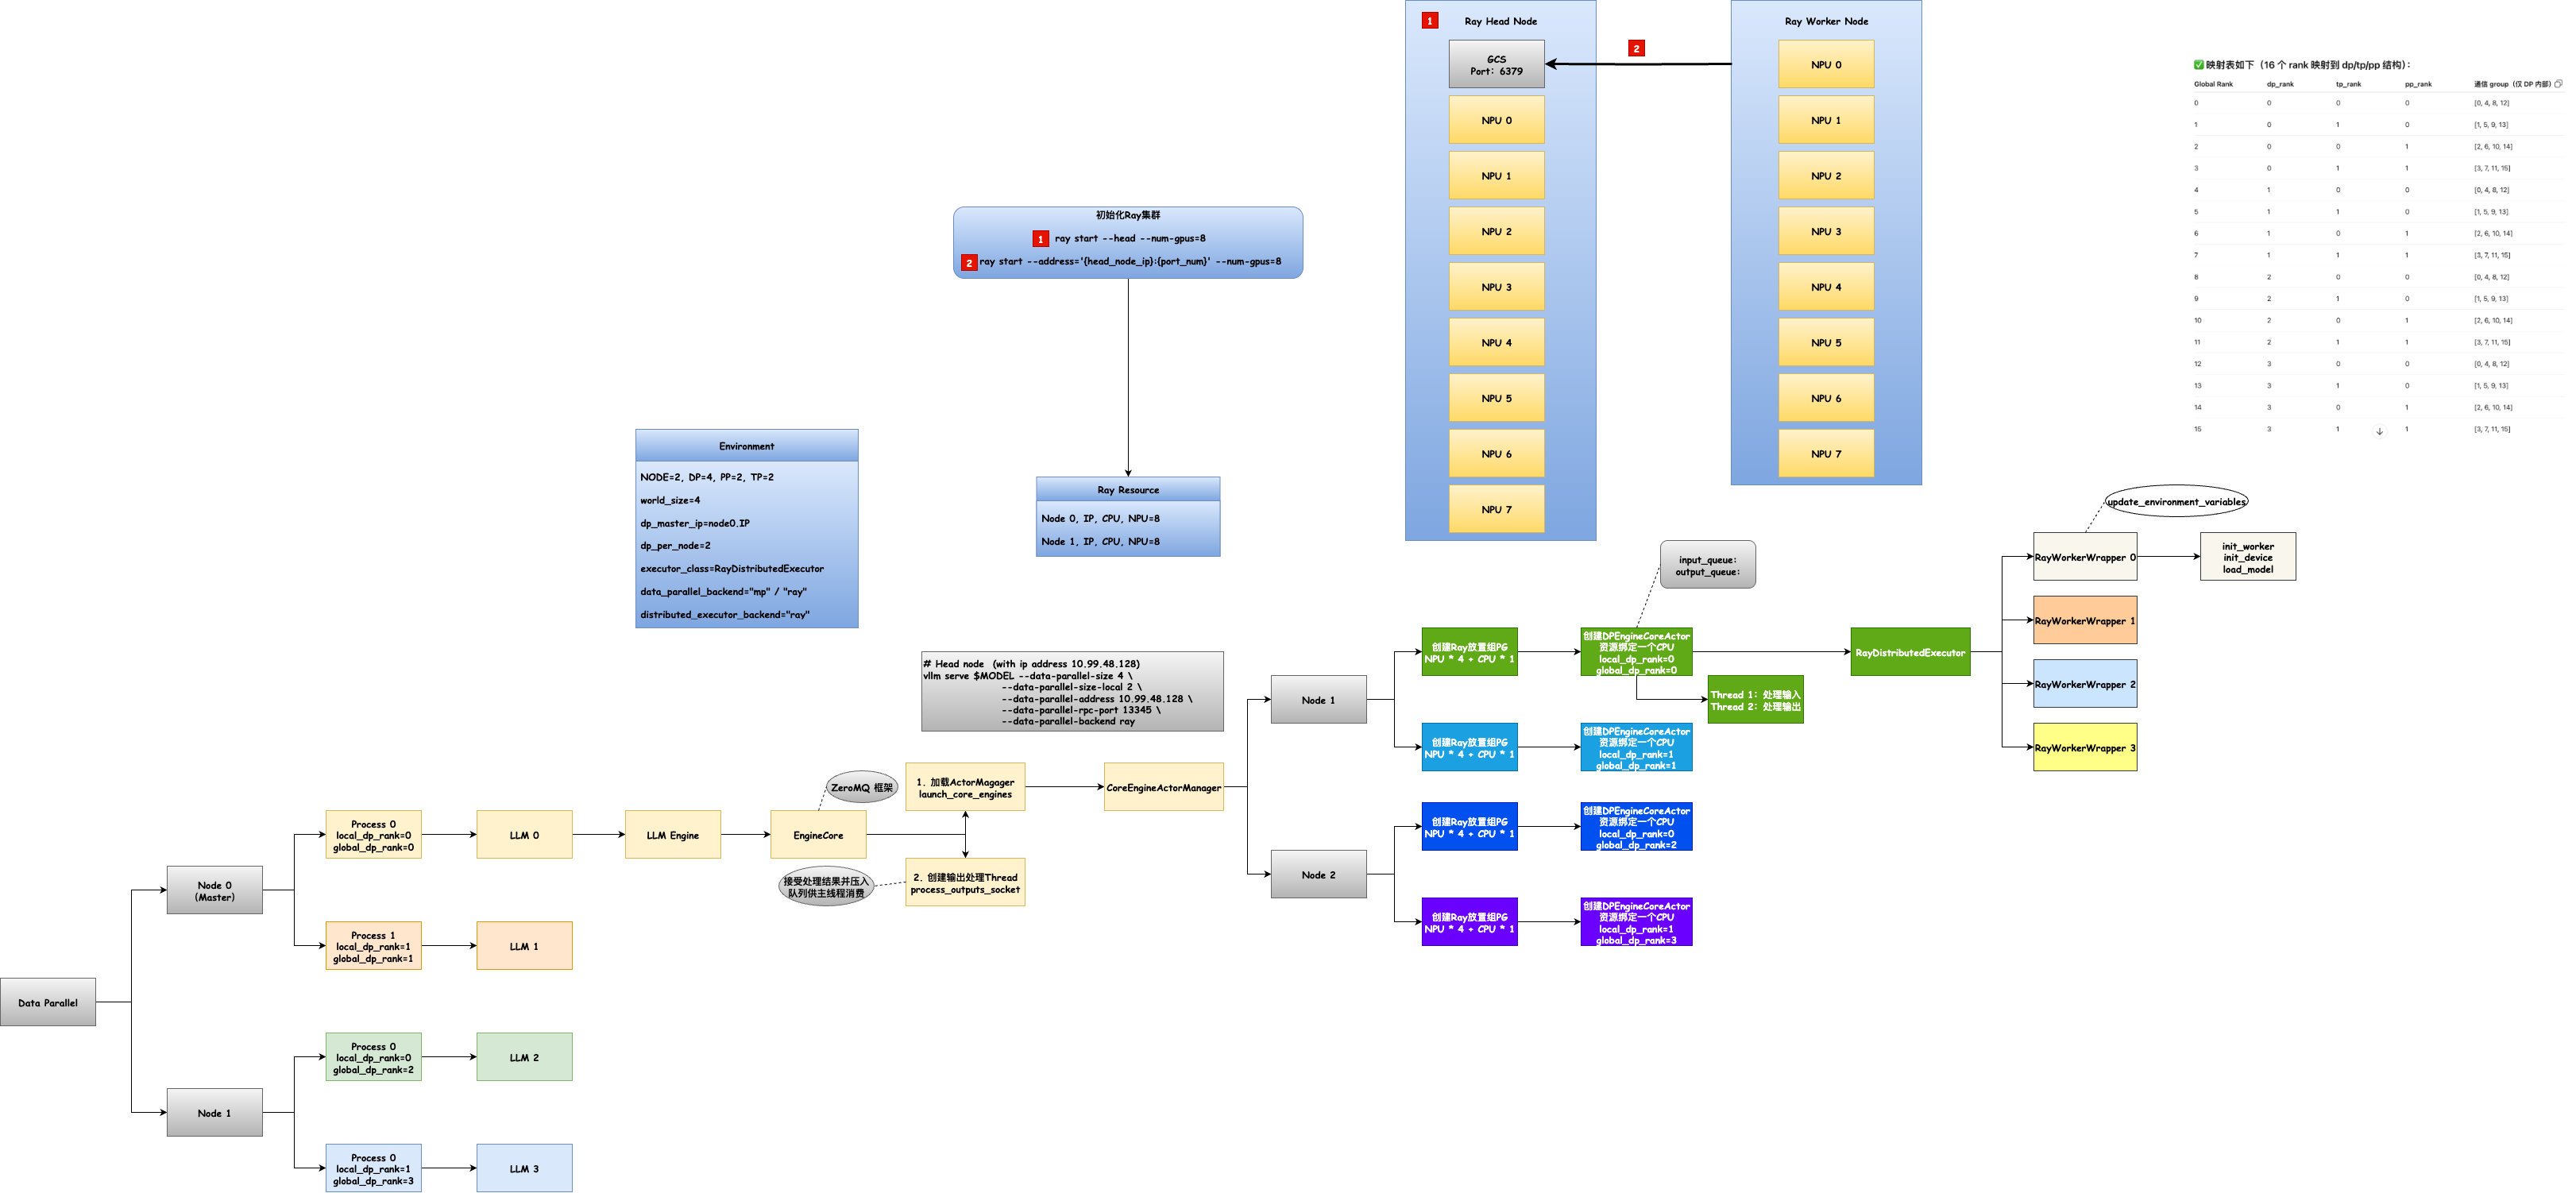 1
Ray Head Node
GCS
Port: 6379
NPU 0
NPU 1
NPU 2
NPU 3
NPU 4
NPU 5
NPU 6
NPU 7
2
Ray Worker Node
NPU 0
NPU 1
NPU 2
NPU 3
NPU 4
NPU 5
NPU 6
NPU 7
✅ 映射表如下（16 个 rank 映射到 dp/tp/pp 结构）：
Global Rank dp_rank tp_rank pp_rank 通信 group（仅 DP 内部）
0 0 0 0 [0, 4, 8, 12]
1 0 1 0 [1, 5, 9, 13]
2 0 0 1 [2, 6, 10, 14]
3 0 1 1 [3, 7, 11, 15]
4 1 0 0 [0, 4, 8, 12]
5 1 1 0 [1, 5, 9, 13]
6 1 0 1 [2, 6, 10, 14]
7 1 1 1 [3, 7, 11, 15]
8 2 0 0 [0, 4, 8, 12]
9 2 1 0 [1, 5, 9, 13]
10 2 0 1 [2, 6, 10, 14]
11 2 1 1 [3, 7, 11, 15]
12 3 0 0 [0, 4, 8, 12]
13 3 1 0 [1, 5, 9, 13]
14 3 0 1 [2, 6, 10, 14]
15 3 1 1 [3, 7, 11, 15]
初始化Ray集群
1 ray start --head --num-gpus=8
2 ray start --address='{head_node_ip}:{port_num}' --num-gpus=8
Environment
NODE=2, DP=4, PP=2, TP=2
world_size=4
dp_master_ip=node0.IP
dp_per_node=2
executor_class=RayDistributedExecutor
data_parallel_backend="mp" / "ray"
distributed_executor_backend="ray"
Ray Resource
Node 0, IP, CPU, NPU=8
Node 1, IP, CPU, NPU=8
# Head node (with ip address 10.99.48.128)
vllm serve $MODEL --data-parallel-size 4 \
--data-parallel-size-local 2 \
--data-parallel-address 10.99.48.128 \
--data-parallel-rpc-port 13345 \
--data-parallel-backend ray
Data Parallel
Node 0
(Master)
Node 1
Process 0
local_dp_rank=0
global_dp_rank=0
LLM 0
LLM Engine
EngineCore
ZeroMQ 框架
Process 1
local_dp_rank=1
global_dp_rank=1
LLM 1
Process 0
local_dp_rank=0
global_dp_rank=2
LLM 2
Process 0
local_dp_rank=1
global_dp_rank=3
LLM 3
1. 加载ActorMagager
launch_core_engines
2. 创建输出处理Thread
process_outputs_socket
接受处理结果并压入
队列供主线程消费
CoreEngineActorManager
Node 1
Node 2
创建Ray放置组PG
NPU * 4 + CPU * 1
创建DPEngineCoreActor
资源绑定一个CPU
local_dp_rank=0
global_dp_rank=0
input_queue:
output_queue:
Thread 1: 处理输入
Thread 2: 处理输出
创建Ray放置组PG
NPU * 4 + CPU * 1
创建DPEngineCoreActor
资源绑定一个CPU
local_dp_rank=1
global_dp_rank=1
创建Ray放置组PG
NPU * 4 + CPU * 1
创建DPEngineCoreActor
资源绑定一个CPU
local_dp_rank=0
global_dp_rank=2
创建Ray放置组PG
NPU * 4 + CPU * 1
创建DPEngineCoreActor
资源绑定一个CPU
local_dp_rank=1
global_dp_rank=3
RayDistributedExecutor
update_environment_variables
RayWorkerWrapper 0
RayWorkerWrapper 1
RayWorkerWrapper 2
RayWorkerWrapper 3
init_worker
init_device
load_model